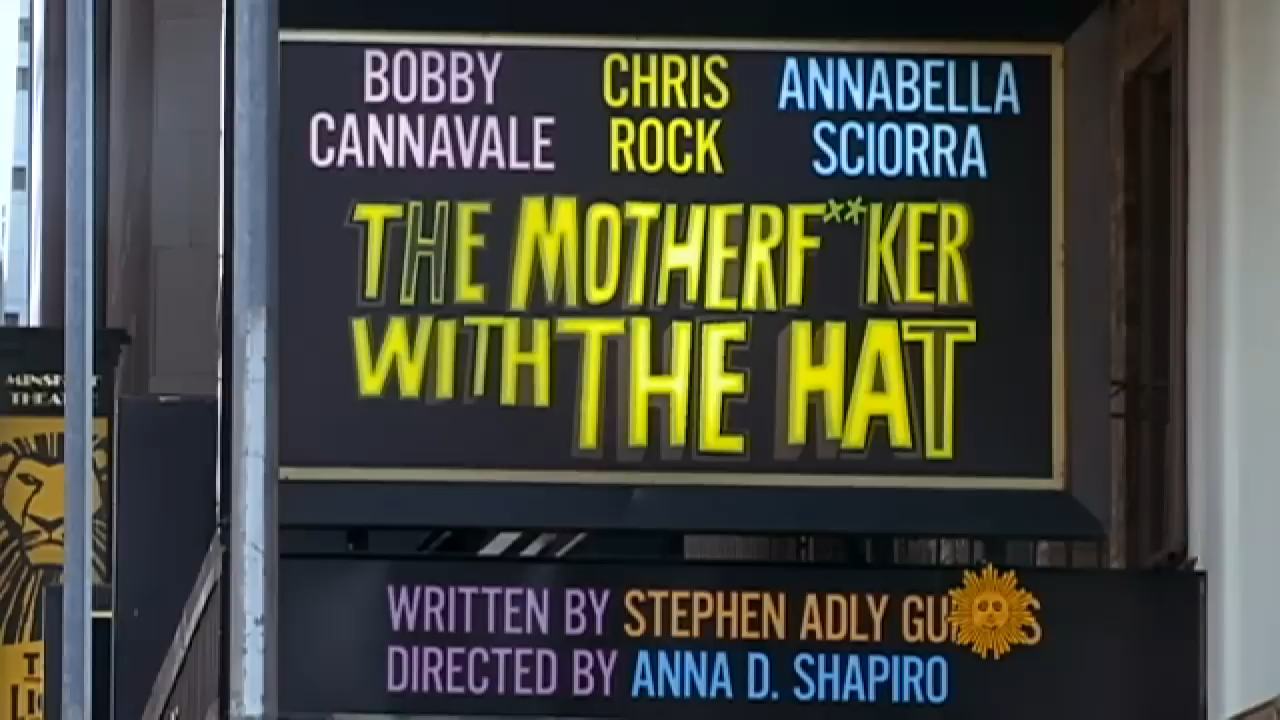 BOBBY CANNAVALE
CHRIS ROCK
ANNABELLA SCIORRA
THE MOTHERF**KER
WITH THE HAT
WRITTEN BY STEPHEN ADLY
DIRECTED BY ANNA D. SHAPIRO